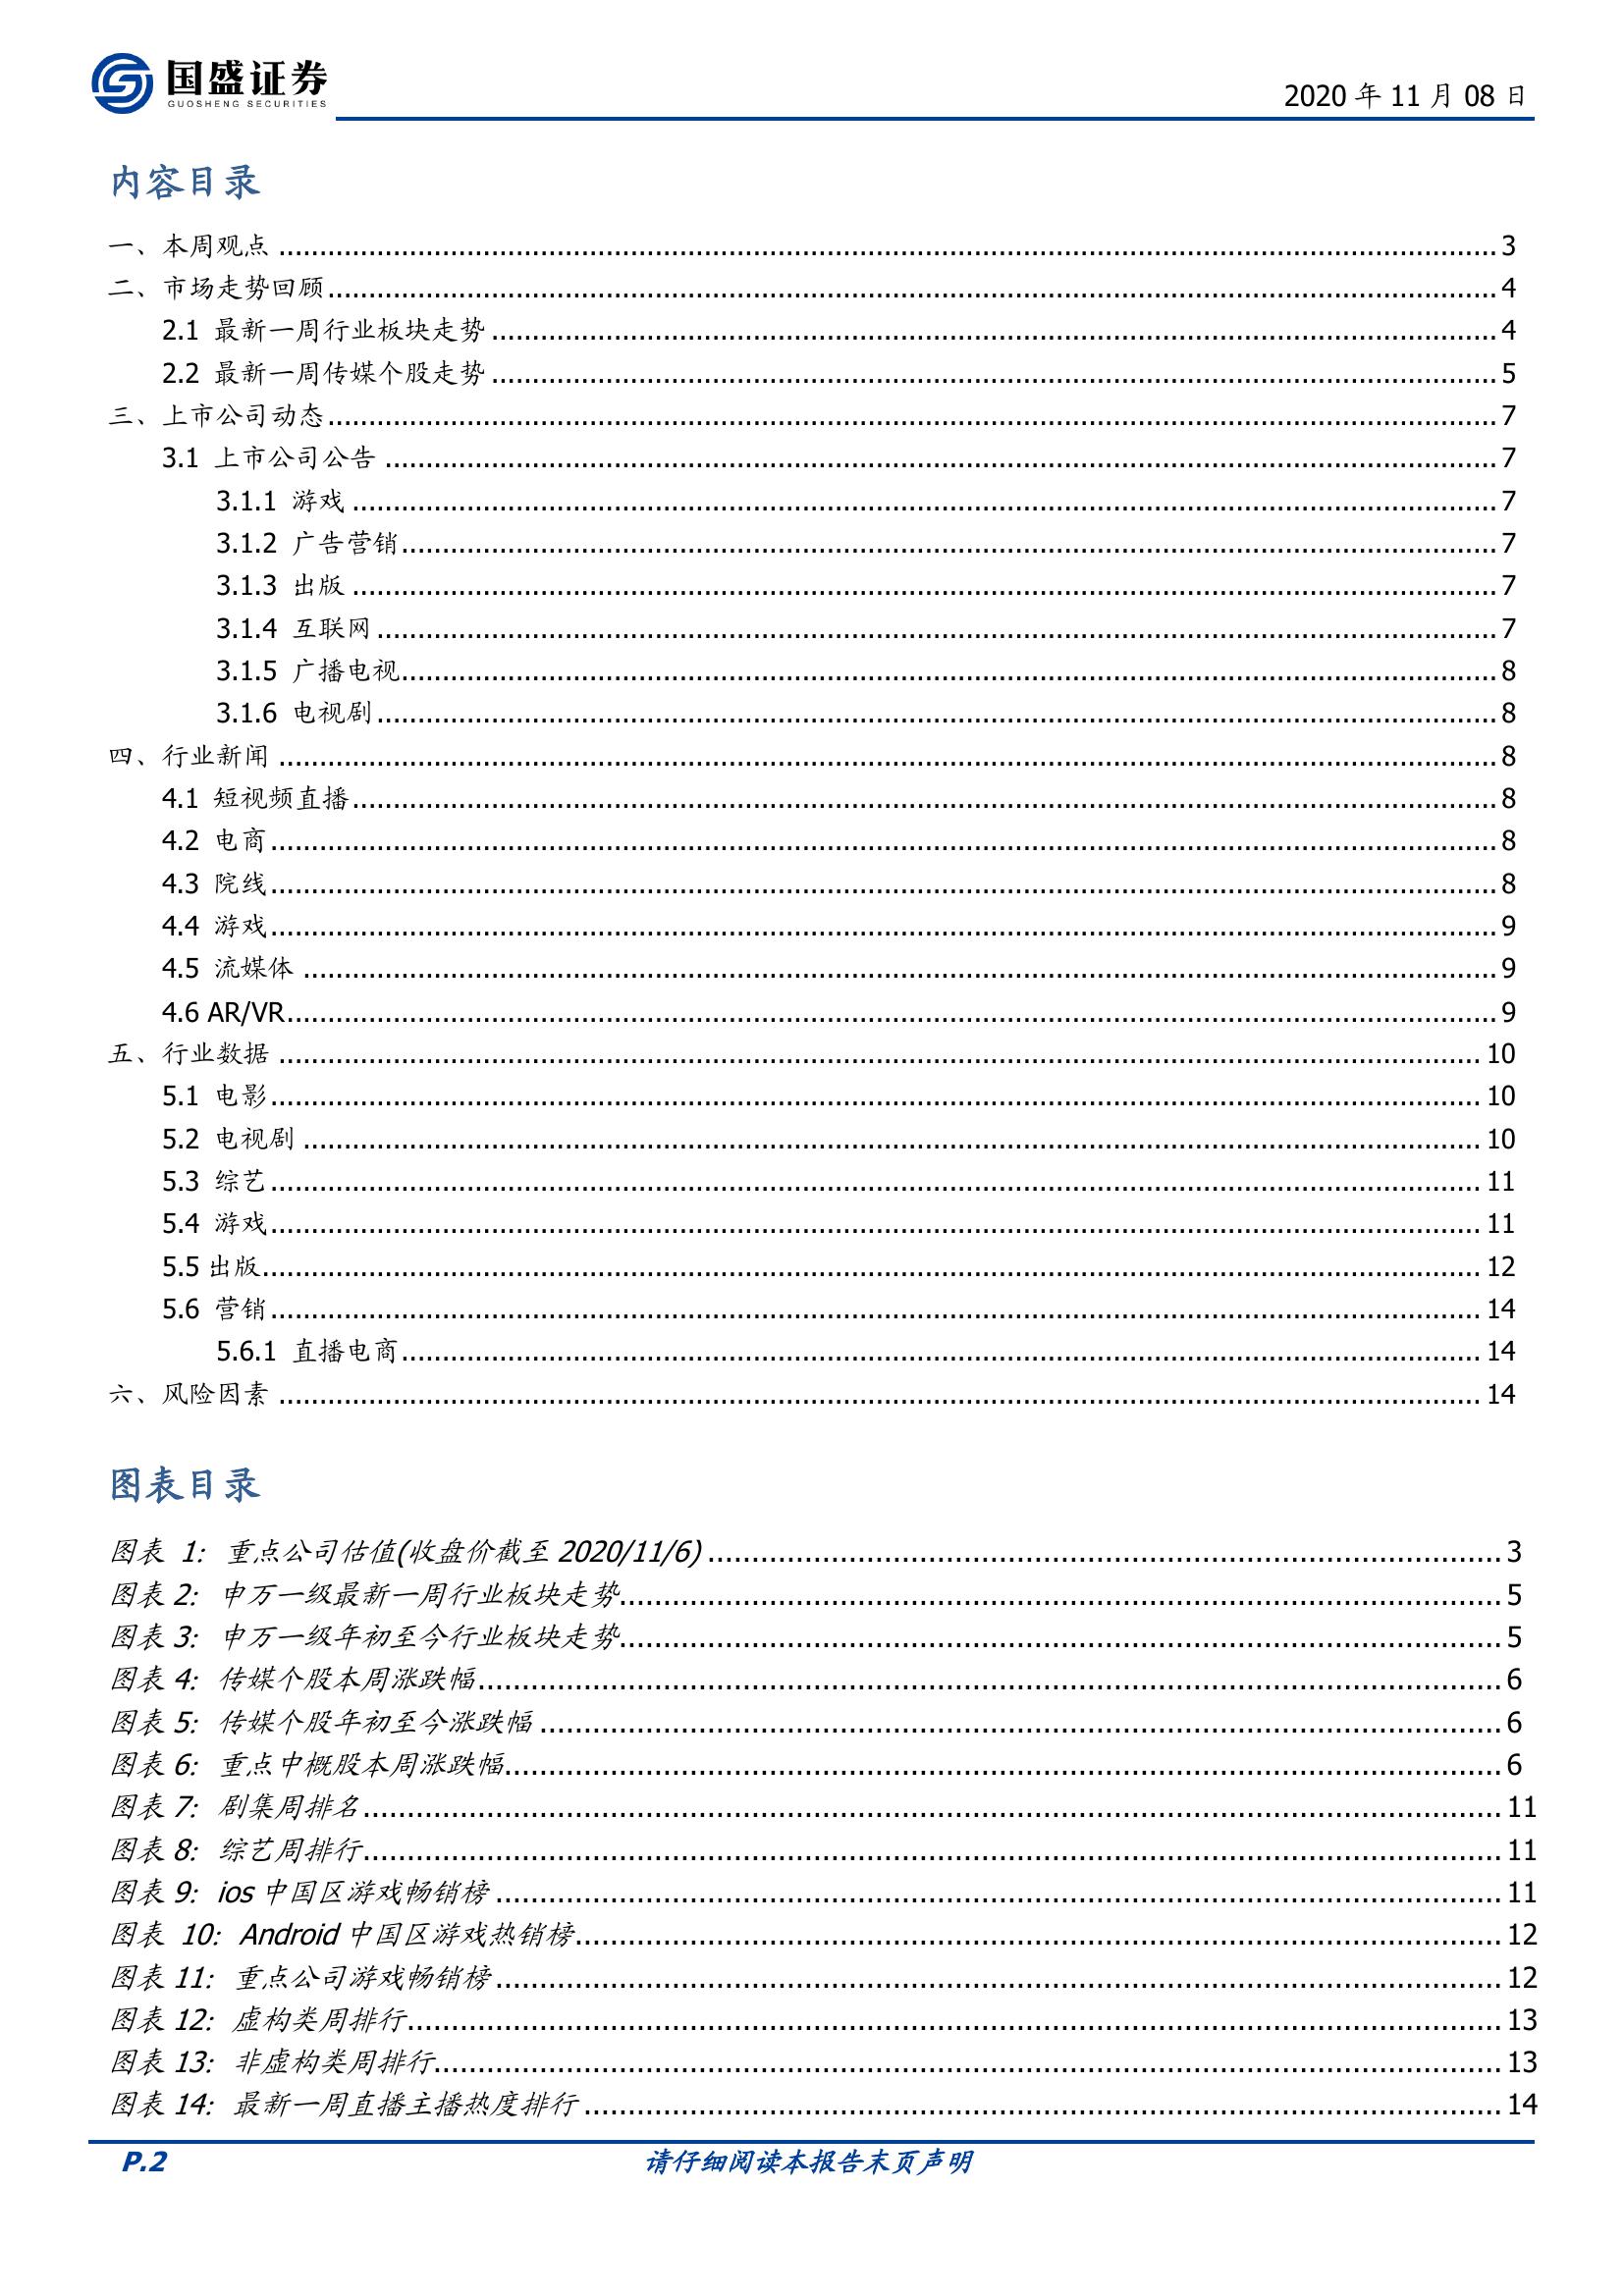 国盛证券
GUOSHENG SECURITIES
2020 年 11 月 08 日
内容目录
一、本周观点 ........ 3
二、市场走势回顾 ........ 4
2.1 最新一周行业板块走势 ........ 4
2.2 最新一周传媒个股走势 ........ 5
三、上市公司动态 ........ 7
3.1 上市公司公告 ........ 7
3.1.1 游戏 ........ 7
3.1.2 广告营销 ........ 7
3.1.3 出版 ........ 7
3.1.4 互联网 ........ 7
3.1.5 广播电视 ........ 8
3.1.6 电视剧 ........ 8
四、行业新闻 ........ 8
4.1 短视频直播 ........ 8
4.2 电商 ........ 8
4.3 院线 ........ 8
4.4 游戏 ........ 9
4.5 流媒体 ........ 9
4.6 AR/VR ........ 9
五、行业数据 ........ 10
5.1 电影 ........ 10
5.2 电视剧 ........ 10
5.3 综艺 ........ 11
5.4 游戏 ........ 11
5.5 出版 ........ 12
5.6 营销 ........ 14
5.6.1 直播电商 ........ 14
六、风险因素 ........ 14
图表目录
图表 1: 重点公司估值(收盘价截至 2020/11/6) ........ 3
图表 2: 申万一级最新一周行业板块走势 ........ 5
图表 3: 申万一级年初至今行业板块走势 ........ 5
图表 4: 传媒个股本周涨跌幅 ........ 6
图表 5: 传媒个股年初至今涨跌幅 ........ 6
图表 6: 重点中概股本周涨跌幅 ........ 6
图表 7: 剧集周排名 ........ 11
图表 8: 综艺周排行 ........ 11
图表 9: ios 中国区游戏畅销榜 ........ 11
图表 10: Android 中国区游戏热销榜 ........ 12
图表 11: 重点公司游戏畅销榜 ........ 12
图表 12: 虚构类周排行 ........ 13
图表 13: 非虚构类周排行 ........ 13
图表 14: 最新一周直播主播热度排行 ........ 14
P.2
请仔细阅读本报告末页声明